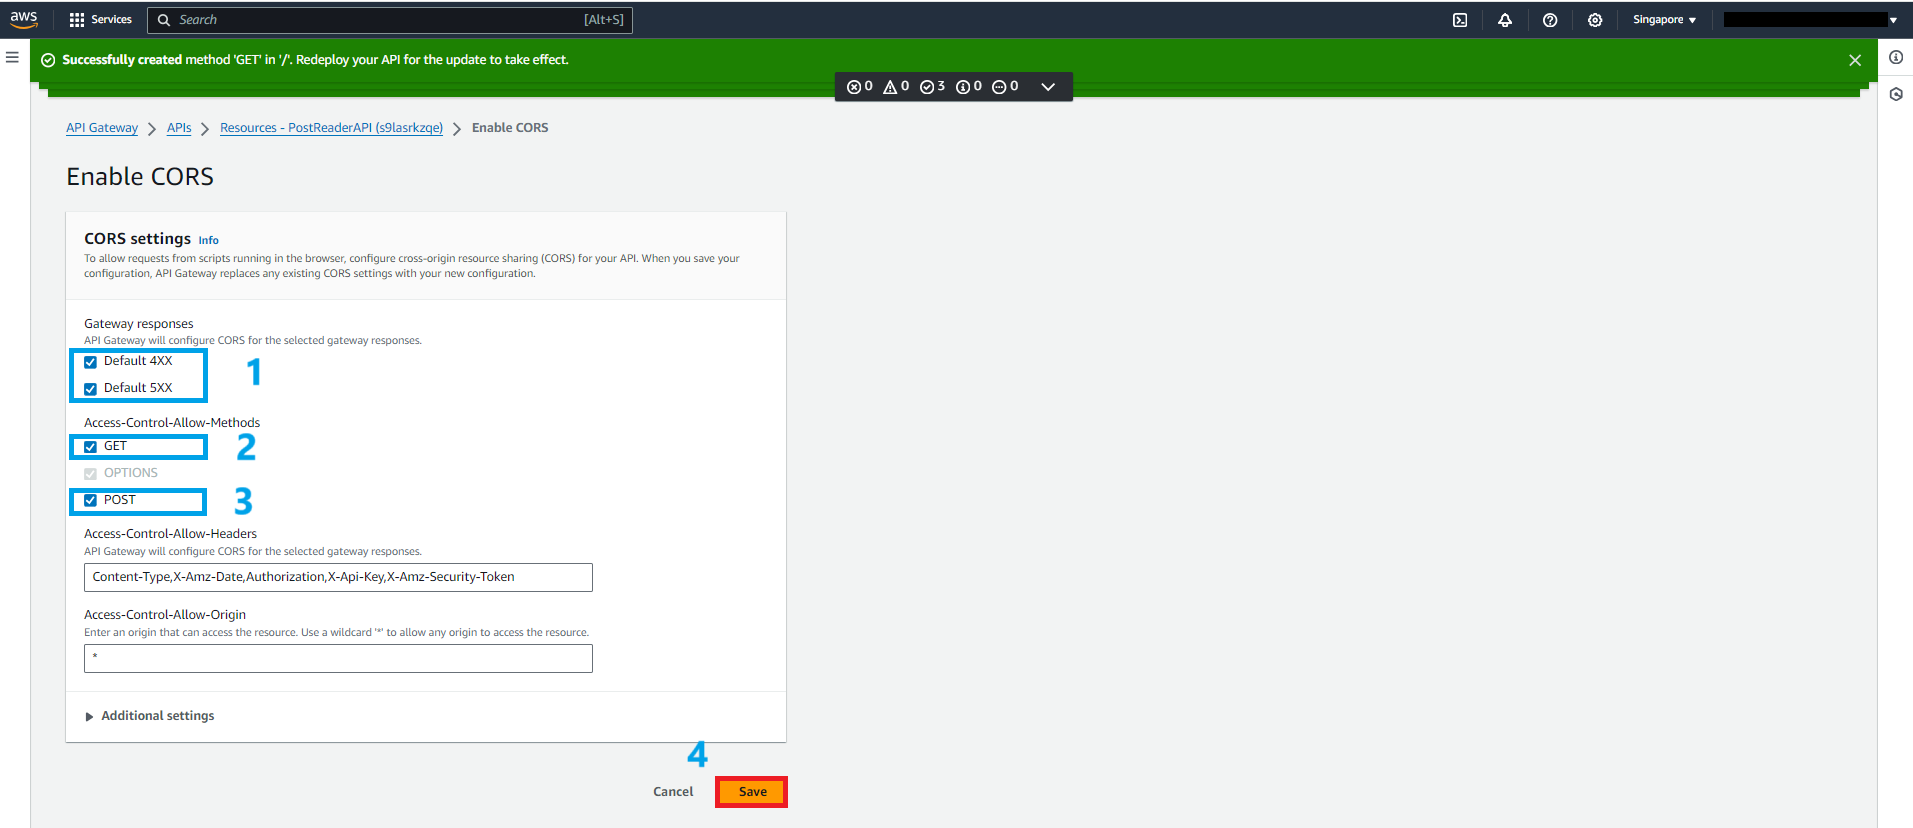 aws Services Search [Alt+S] Singapore
Successfully created method 'GET' in '/'. Redeploy your API for the update to take effect.
0 0 3 0 0
API Gateway APIs Resources - PostReaderAPI (s9lasrkzqe) Enable CORS
Enable CORS
CORS settings Info
To allow requests from scripts running in the browser, configure cross-origin resource sharing (CORS) for your API. When you save your
configuration, API Gateway replaces any existing CORS settings with your new configuration.
Gateway responses
API Gateway will configure CORS for the selected gateway responses.
Default 4XX
1
Default 5XX
Access-Control-Allow-Methods
GET 2
OPTIONS
POST 3
Access-Control-Allow-Headers
API Gateway will configure CORS for the selected gateway responses.
Content-Type,X-Amz-Date,Authorization,X-Api-Key,X-Amz-Security-Token
Access-Control-Allow-Origin
Enter an origin that can access the resource. Use a wildcard '*' to allow any origin to access the resource.
*
Additional settings
4
Cancel Save